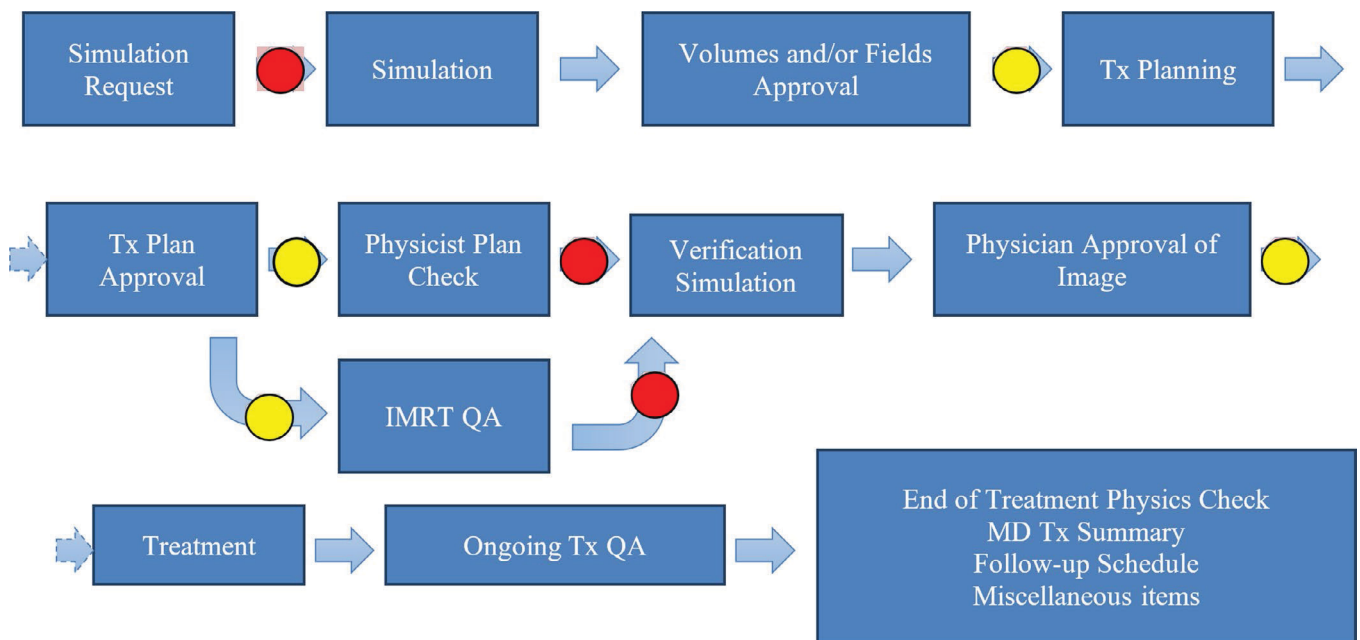 Simulation
Request
Simulation
Volumes and/or Fields
Approval
Tx Planning
Tx Plan
Approval
Physicist Plan
Check
Verification
Simulation
Physician Approval of
Image
IMRT QA
Treatment
Ongoing Tx QA
End of Treatment Physics Check
MD Tx Summary
Follow-up Schedule
Miscellaneous items